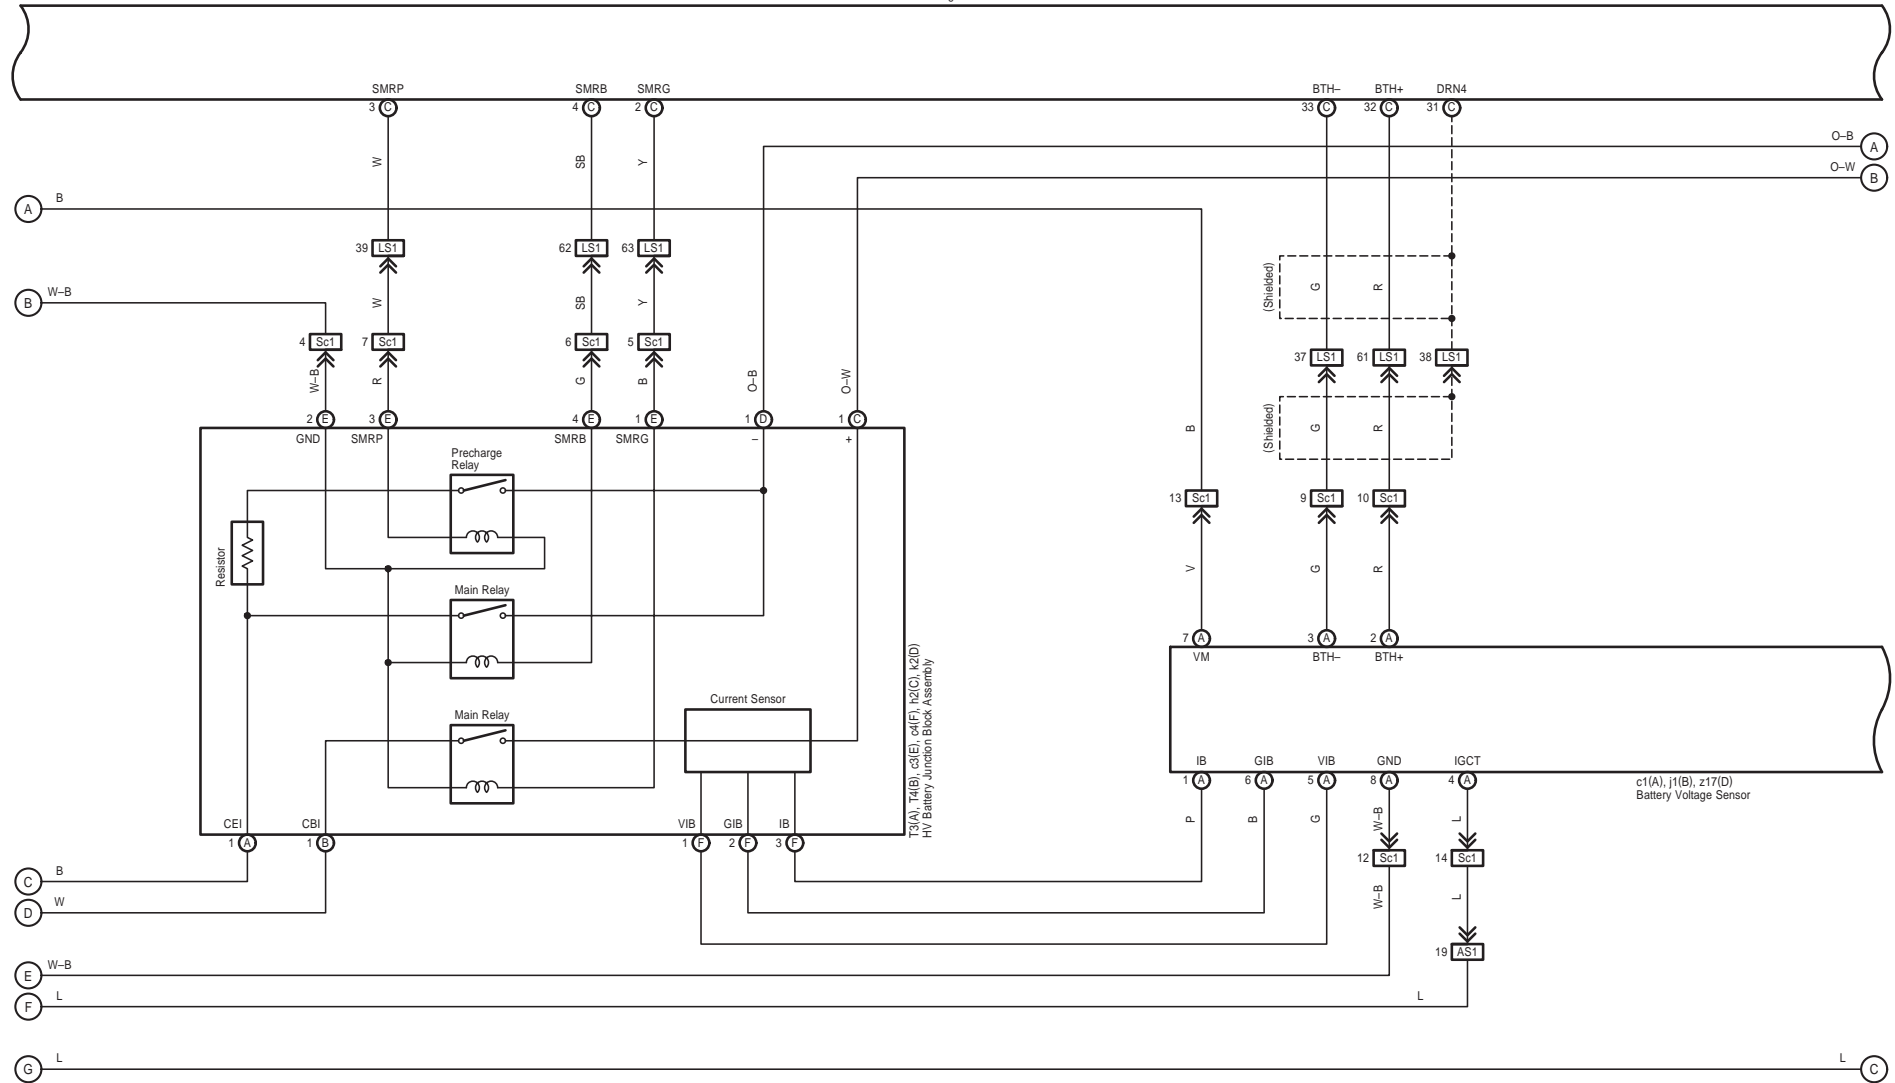 SMRP SMRB SMRG BTH– BTH+ DRN4
3 C 4 C 2 C 33 C 32 C 31 C
O–B A
W SB Y
O–W B
A B
39 LS1 62 LS1 63 LS1
(Shielded)
B W–B
W SB Y G R
4 Sc1 7 Sc1 6 Sc1 5 Sc1
37 LS1 61 LS1 38 LS1
W–B R G B O–B O–W
2 E 3 E 4 E 1 E 1 D 1 C
GND SMRP SMRB SMRG – +
(Shielded)
B G R
Precharge
Relay
13 Sc1 9 Sc1 10 Sc1
Resistor
V G R
Main Relay
7 A 3 A 2 A
VM BTH– BTH+
Current Sensor
Main Relay
T3(A), T4(B), c3(E), c4(F), h2(C), k2(D)
HV Battery Junction Block Assembly
IB GIB VIB GND IGCT
1 A 6 A 5 A 8 A 4 A
c1(A), j1(B), z17(D)
Battery Voltage Sensor
CEI CBI VIB GIB IB
1 A 1 B 1 F 2 F 3 F
P B G W–B L
12 Sc1 14 Sc1
C B
D W
W–B L
19 AS1
E W–B
F L L
G L L C